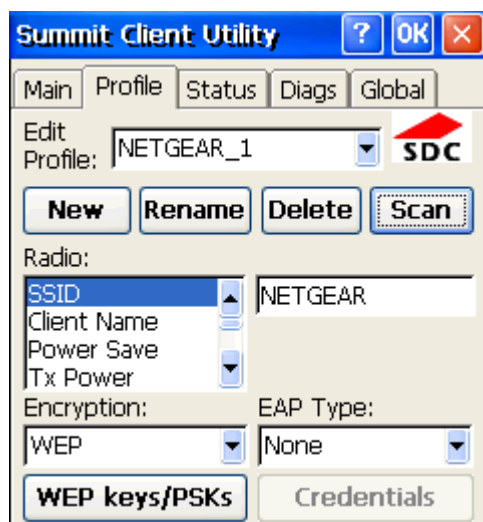 Summit Client Utility ? OK ×
Main Profile Status Diags Global
Edit
Profile: NETGEAR_1
SDC
New Rename Delete Scan
Radio:
SSID NETGEAR
Client Name
Power Save
Tx Power
Encryption: EAP Type:
WEP None
WEP keys/PSKs Credentials